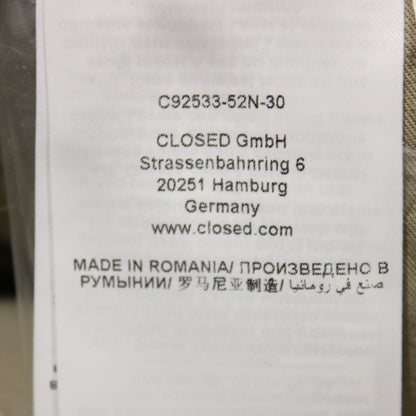 C92533-52N-30
CLOSED GmbH
Strassenbahnring 6
20251 Hamburg
Germany
www.closed.com
MADE IN ROMANIA/ ПРОИЗВЕДЕНО В
РУМЫНИИ/ 罗马尼亚制造/ صنع في رومانيا